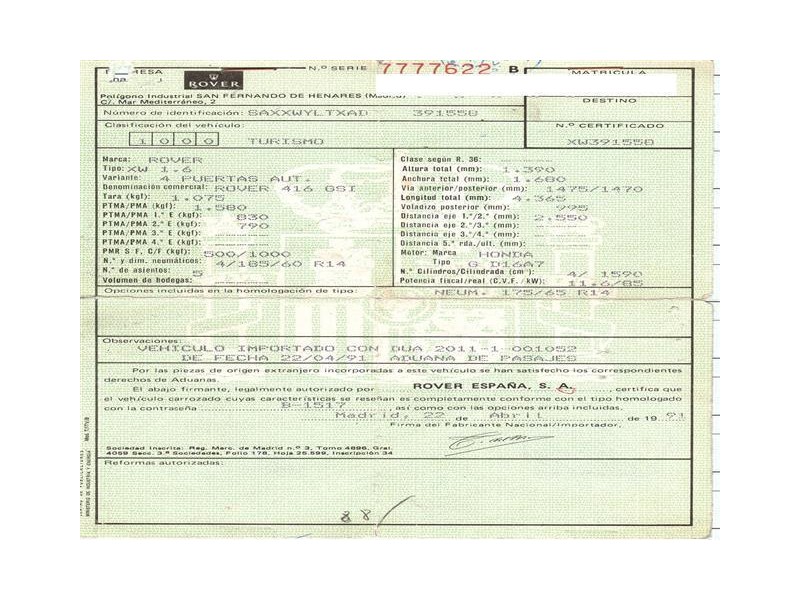 N.º SERIE 7777622 B MATRICULA
ROVER
Polígono Industrial SAN FERNANDO DE HENARES
C/. Mar Mediterráneo, 2
DESTINO
Número de identificación: SAXXWYLTXAD 391558
Clasificación del vehículo: N.º CERTIFICADO
1 0 0 0 TURISMO XW391558
Marca: ROVER
Tipo: XW 1.6
Variante: 4 PUERTAS AUT.
Denominación comercial: ROVER 416 GSI
Tara (kgf): 1.075
PTMA/PMA (kgf): 1.580
PTMA/PMA 1.º E (kgf): 830
PTMA/PMA 2.º E (kgf): 790
PTMA/PMA 3.º E (kgf):
PTMA/PMA 4.º E (kgf):
PMR S F, C/F (kgf): 500/1000
N.º y dim. neumáticos: 4/185/60 R14
N.º de asientos: 5
Volumen de bodegas:
Clase según R. 36:
Altura total (mm): 1.390
Anchura total (mm): 1.680
Vía anterior/posterior (mm): 1475/1470
Longitud total (mm): 4.365
Voladizo posterior (mm): 995
Distancia eje 1.º/2.º (mm): 2.550
Distancia eje 2.º/3.º (mm):
Distancia eje 3.º/4.º (mm):
Distancia 5.ª rda./ult. (mm):
Motor: Marca HONDA
Tipo G D16A7
N.º Cilindros/Cilindrada (cm³): 4/ 1590
Potencia fiscal/real (C.V.F. / kW): 11.6/85
Opciones incluidas en la homologación de tipo: NEUM. 175/65 R14
Observaciones:
VEHICULO IMPORTADO CON DUA 2011-1-001052
DE FECHA 22/04/91 ADUANA DE PASAJES
Por las piezas de origen extranjero incorporadas a este vehículo se han satisfecho los correspondientes
derechos de Aduanas.
El abajo firmante, legalmente autorizado por ROVER ESPAÑA, S. A. certifica que
el vehículo carrozado cuyas características se reseñan es completamente conforme con el tipo homologado
con la contraseña B-1517, así como con las opciones arriba incluidas.
Madrid, 22 de Abril de 19 91
Firma del Fabricante Nacional/Importador,
Sociedad Inscrita: Reg. Marc. de Madrid n.º 3, Tomo 4896, Gral.
4059 Secc. 3.ª Sociedades, Folio 178, Hoja 25.599, Inscripción 34
Reformas autorizadas:
88/